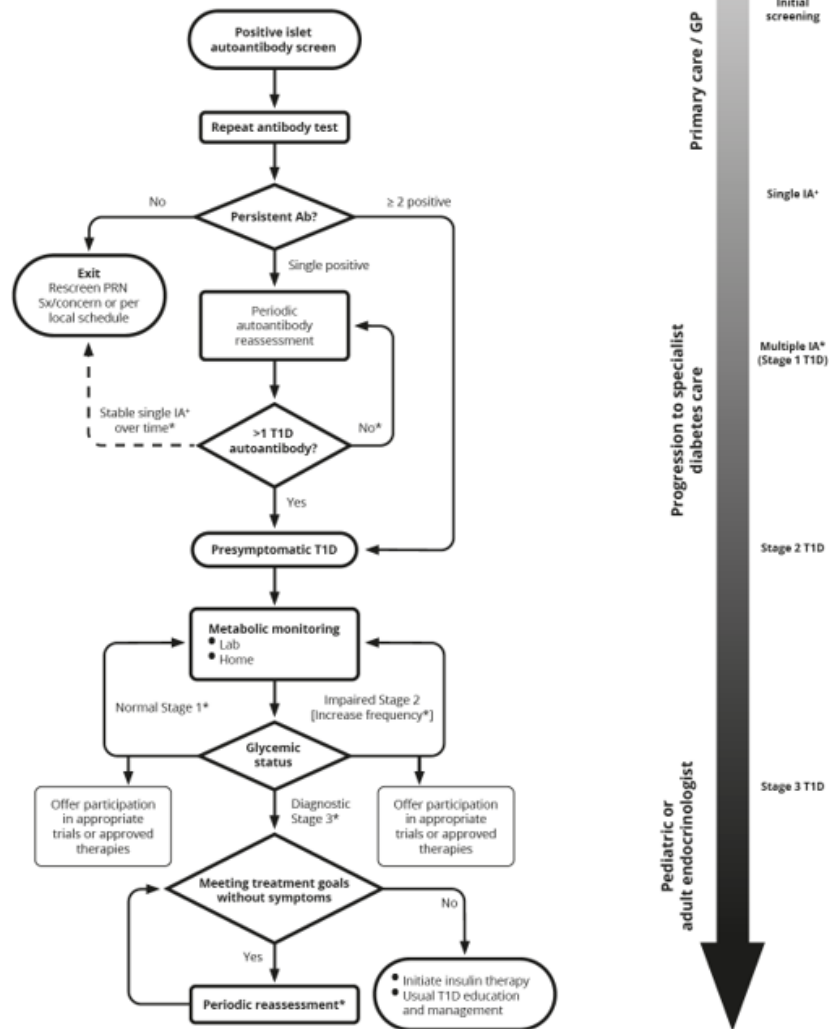 Positive islet
autoantibody screen
Repeat antibody test
Persistent Ab?
No
≥ 2 positive
Single positive
Exit
Rescreen PRN
Sx/concern or per
local schedule
Periodic
autoantibody
reassessment
Stable single IA⁺
over time*
>1 T1D
autoantibody?
No*
Yes
Presymptomatic T1D
Metabolic monitoring
• Lab
• Home
Normal Stage 1*
Impaired Stage 2
[Increase frequency*]
Glycemic
status
Offer participation
in appropriate
trials or approved
therapies
Diagnostic
Stage 3*
Offer participation
in appropriate
trials or approved
therapies
Meeting treatment goals
without symptoms
No
Yes
Periodic reassessment*
• Initiate insulin therapy
• Usual T1D education
and management
Primary care / GP
Progression to specialist
diabetes care
Pediatric or
adult endocrinologist
Initial
screening
Single IA⁺
Multiple IA*
(Stage 1 T1D)
Stage 2 T1D
Stage 3 T1D